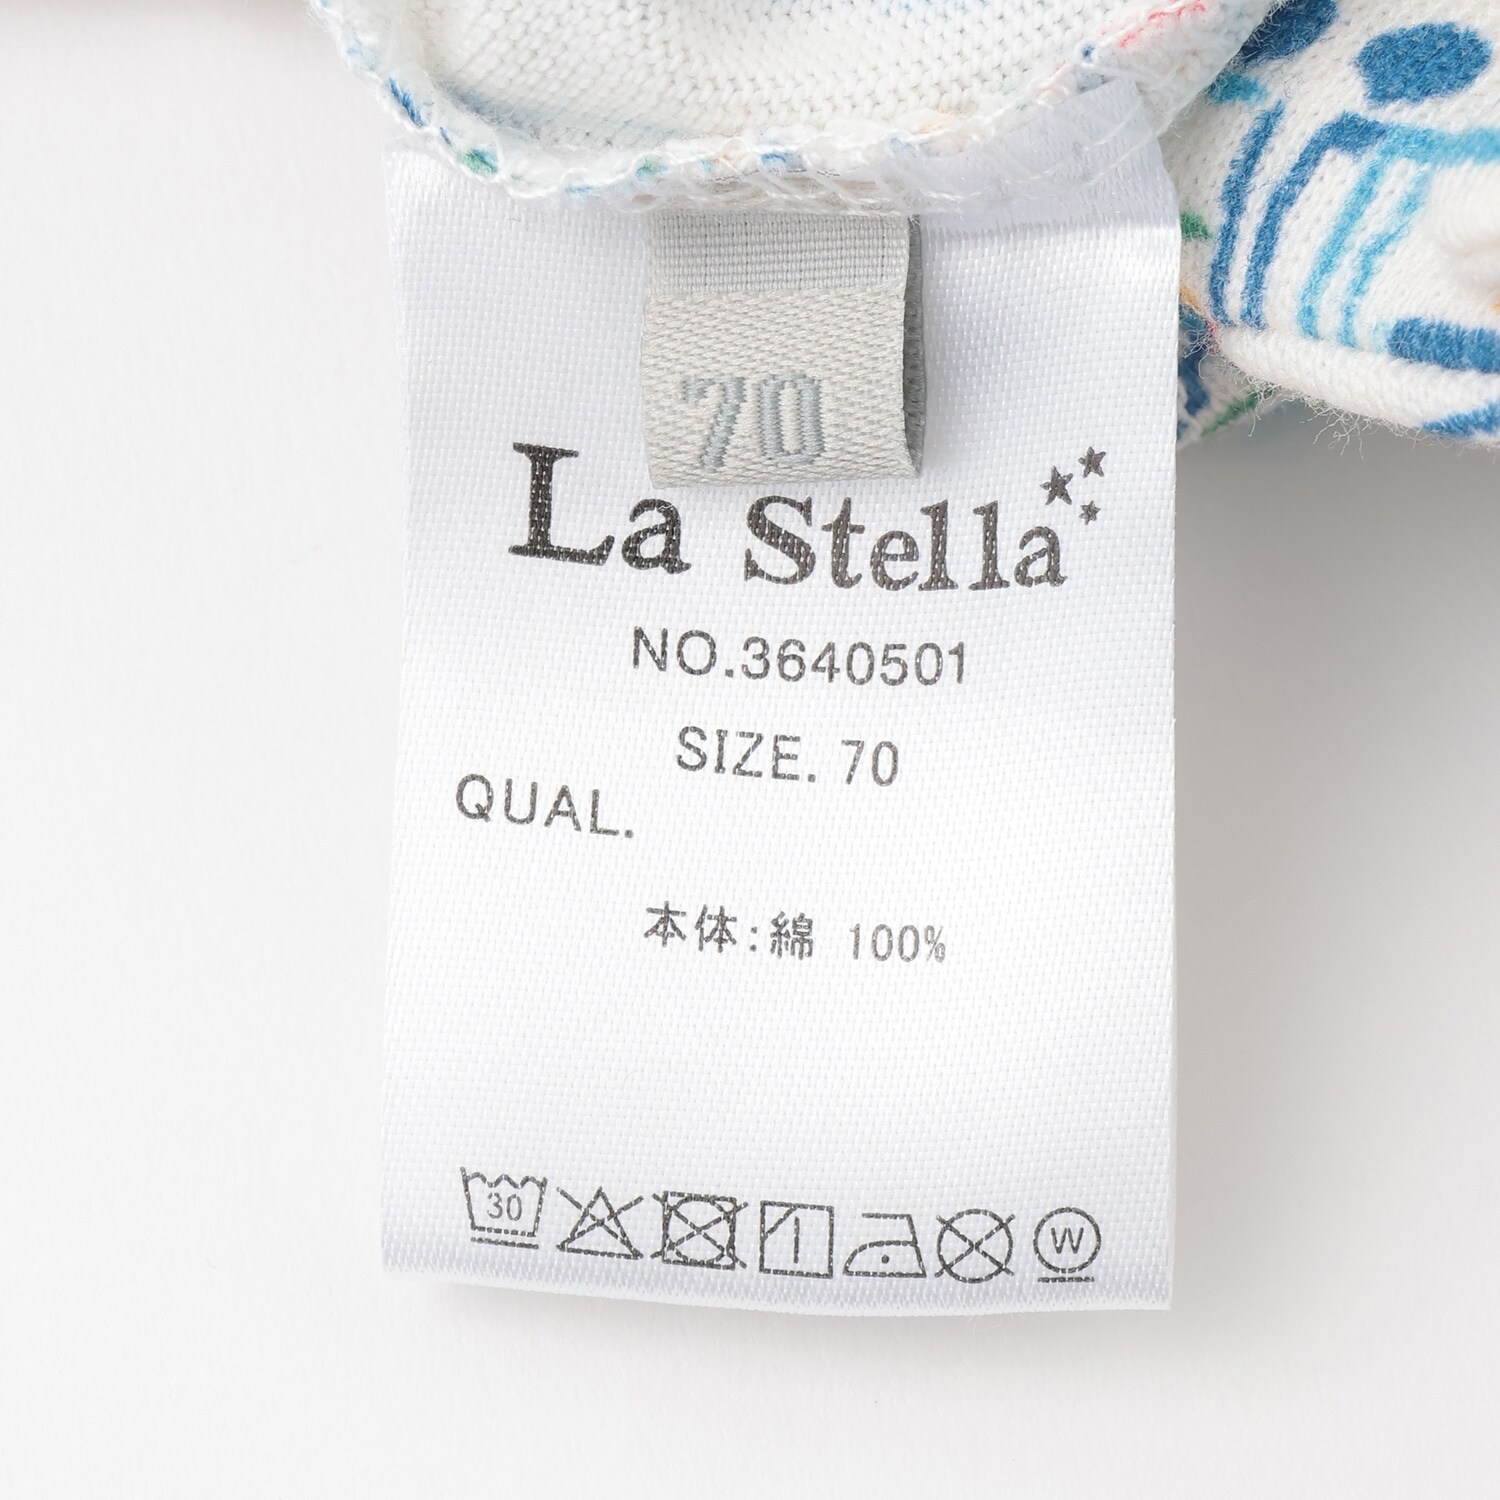 70
La Stella
NO.3640501
SIZE. 70
QUAL.
本体:綿 100%
30
W